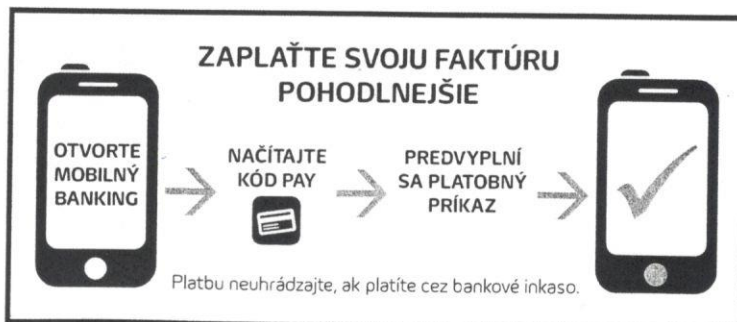 ZAPLAŤTE SVOJU FAKTÚRU
POHODLNEJŠIE
OTVORTE
MOBILNÝ
BANKING
NAČÍTAJTE
KÓD PAY
PREDVYPLNÍ
SA PLATOBNÝ
PRÍKAZ
Platbu neuhrádzajte, ak platíte cez bankové inkaso.